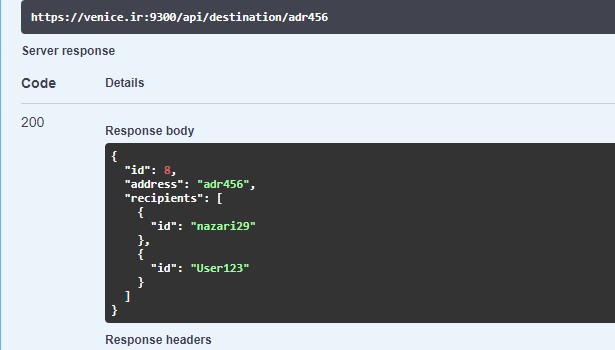 https://venice.ir:9300/api/destination/adr456
Server response
Code Details
200
Response body
{
  "id": 8,
  "address": "adr456",
  "recipients": [
    {
      "id": "nazari29"
    },
    {
      "id": "User123"
    }
  ]
}
Response headers